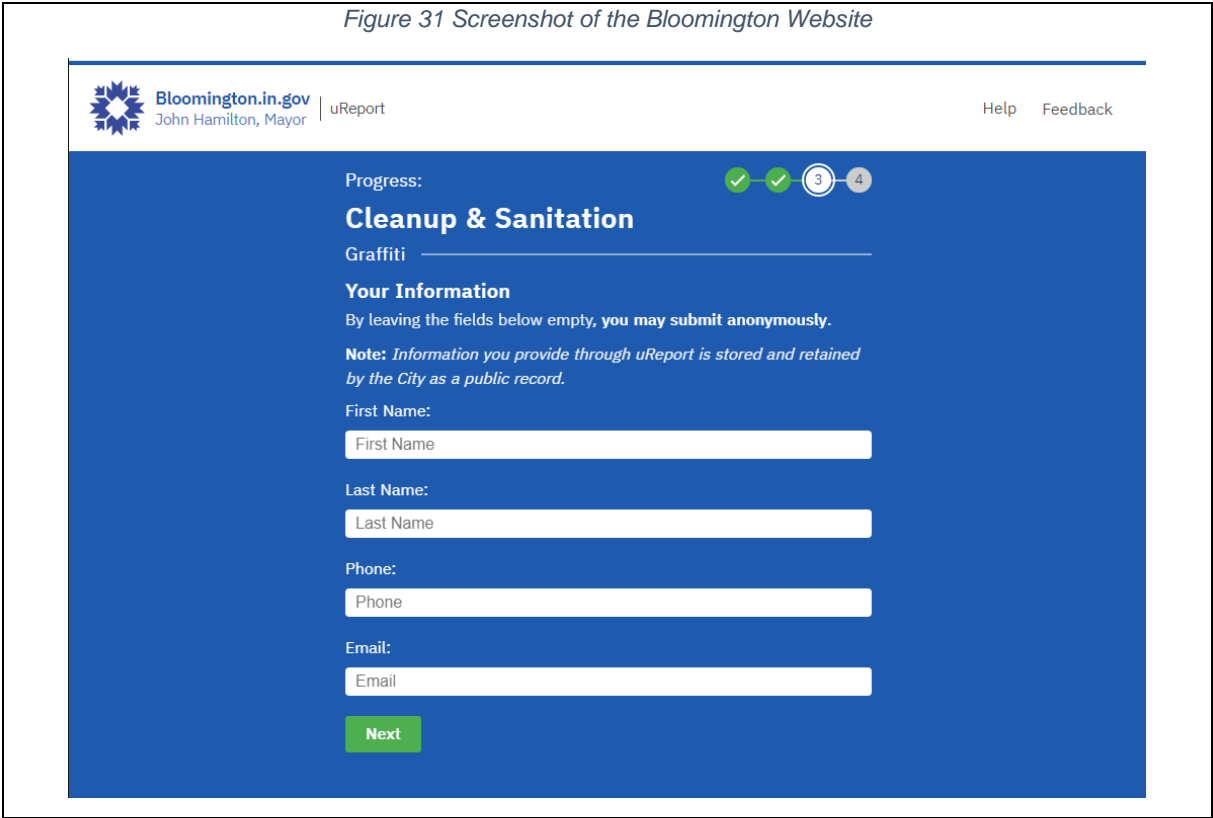 Figure 31 Screenshot of the Bloomington Website
Bloomington.in.gov
John Hamilton, Mayor
uReport
Help
Feedback
Progress:
3
4
Cleanup & Sanitation
Graffiti
Your Information
By leaving the fields below empty, you may submit anonymously.
Note: Information you provide through uReport is stored and retained
by the City as a public record.
First Name:
First Name
Last Name:
Last Name
Phone:
Phone
Email:
Email
Next